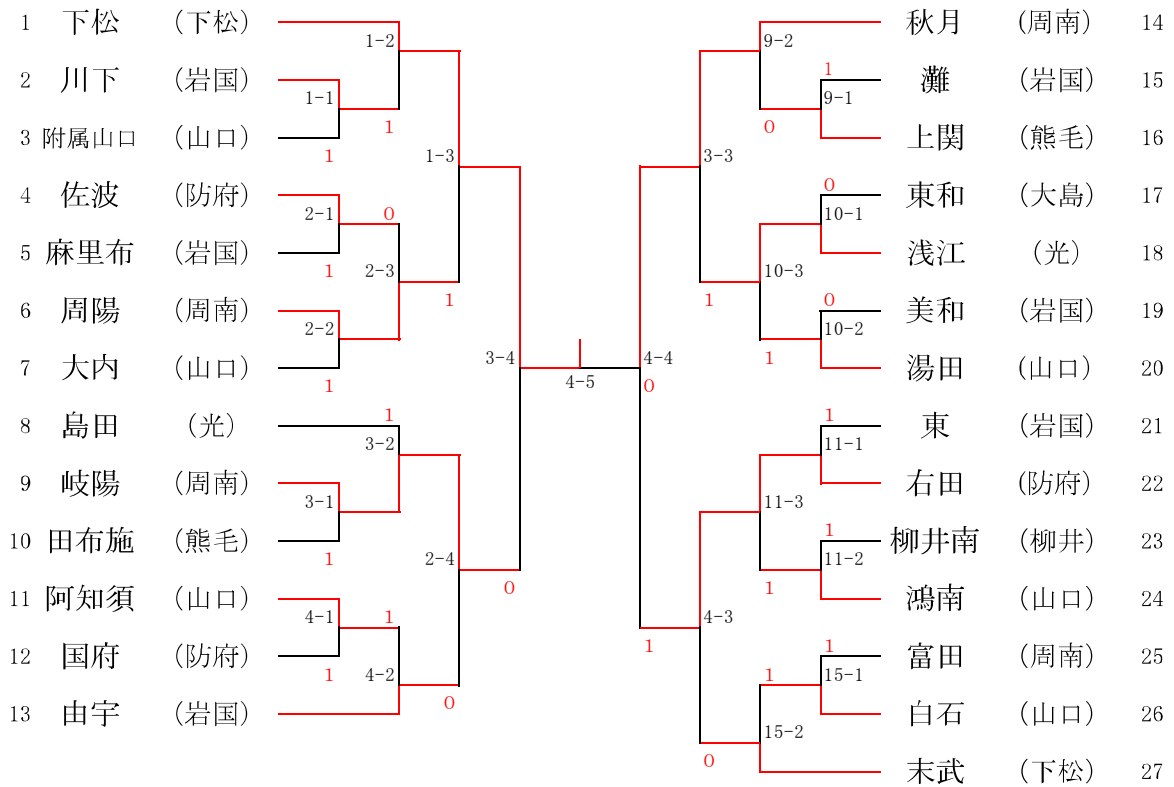 1 下松 (下松)
2 川下 (岩国)
3 附属山口 (山口)
4 佐波 (防府)
5 麻里布 (岩国)
6 周陽 (周南)
7 大内 (山口)
8 島田 (光)
9 岐陽 (周南)
10 田布施 (熊毛)
11 阿知須 (山口)
12 国府 (防府)
13 由宇 (岩国)
1-2
1-1
1
1
1-3
2-1
0
1
2-3
1
2-2
1
3-4
1
3-2
3-1
1
2-4
0
4-1
1
1
4-2
0
4-5
9-2
1
9-1
0
3-3
0
10-1
10-3
1
0
10-2
1
4-4
0
1
11-1
11-3
1
11-2
1
4-3
1
1
15-1
1
15-2
0
秋月 (周南) 14
灘 (岩国) 15
上関 (熊毛) 16
東和 (大島) 17
浅江 (光) 18
美和 (岩国) 19
湯田 (山口) 20
東 (岩国) 21
右田 (防府) 22
柳井南 (柳井) 23
鴻南 (山口) 24
富田 (周南) 25
白石 (山口) 26
末武 (下松) 27